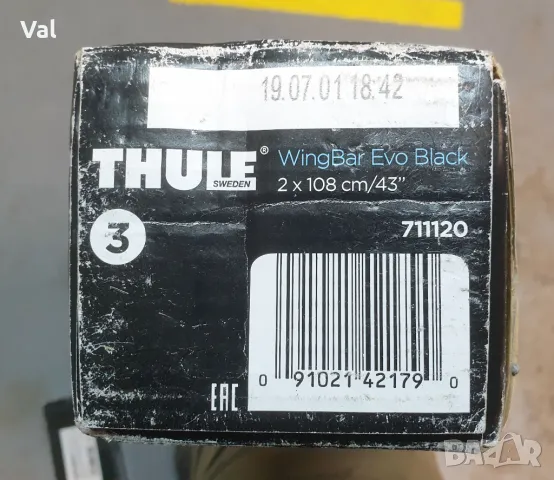 Val
19.07.01 18:42
THULE®
SWEDEN
WingBar Evo Black
2 x 108 cm/43"
3
711120
0 91021 42179 0
EAC
BAZAR